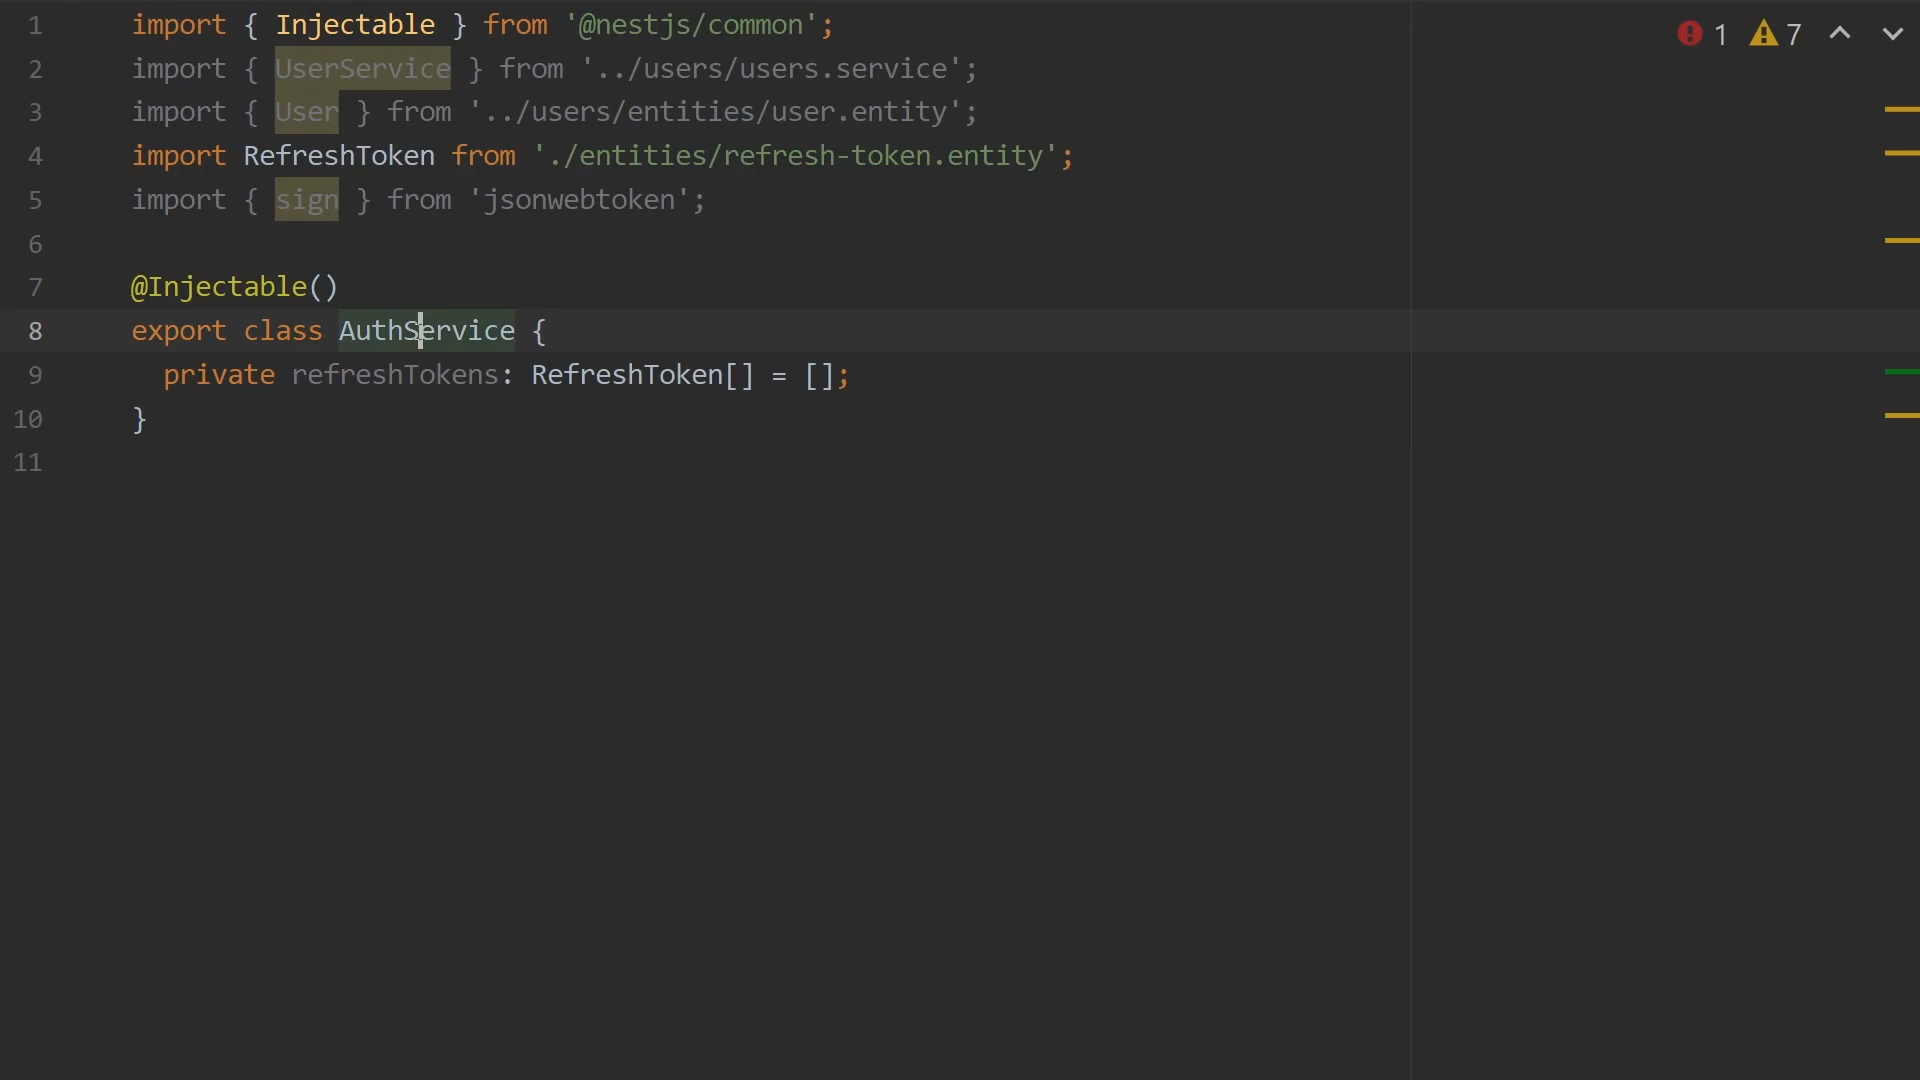 1 import { Injectable } from '@nestjs/common';
2 import { UserService } from '../users/users.service';
3 import { User } from '../users/entities/user.entity';
4 import RefreshToken from './entities/refresh-token.entity';
5 import { sign } from 'jsonwebtoken';
6
7 @Injectable()
8 export class AuthService {
9   private refreshTokens: RefreshToken[] = [];
10 }
11
1 7